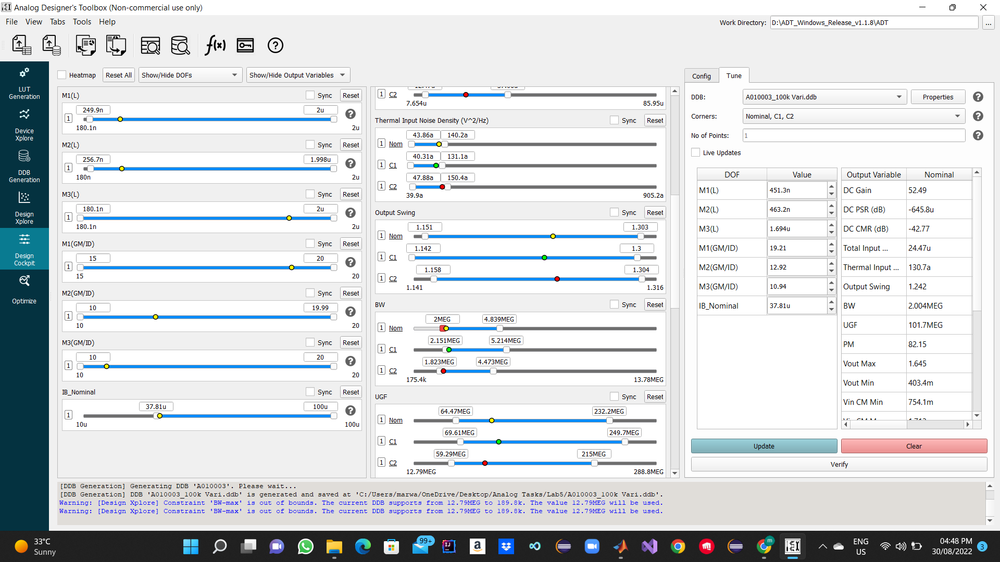 Analog Designer's Toolbox (Non-commercial use only)
File View Tabs Tools Help
Work Directory: D:\ADT_Windows_Release_v1.1.8\ADT ...
f(x) ?
LUT
Generation
Device
Xplore
DDB
Generation
Design
Xplore
Design
Cockpit
Optimize
Heatmap Reset All Show/Hide DOFs Show/Hide Output Variables
M1(L) Sync Reset
249.9n 2u
1 ?
180.1n 2u
M2(L) Sync Reset
256.7n 1.998u
1 ?
180n 2u
M3(L) Sync Reset
180.1n 2u
1 ?
180.1n 2u
M1(GM/ID) Sync Reset
15 20
1 ?
15 20
M2(GM/ID) Sync Reset
10 19.99
1 ?
10 20
M3(GM/ID) Sync Reset
10 20
1 ?
10 20
IB_Nominal Sync Reset
37.81u 100u
1 ?
10u 100u
1 C2
7.654u 85.95u
Thermal Input Noise Density (V^2/Hz) Sync Reset
43.86a 140.2a
1 Nom
40.31a 131.1a
1 C1
47.88a 150.4a
1 C2
39.9a 905.2a
Output Swing Sync Reset
1.151 1.303
1 Nom
1.142 1.3
1 C1
1.158 1.304
1 C2
1.141 1.316
BW Sync Reset
2MEG 4.839MEG
1 Nom
2.151MEG 5.214MEG
1 C1
1.823MEG 4.473MEG
1 C2
175.4k 13.78MEG
UGF Sync Reset
64.47MEG 232.2MEG
1 Nom
69.61MEG 249.7MEG
1 C1
59.29MEG 215MEG
1 C2
12.79MEG 288.8MEG
Config Tune
DDB: A010003_100k Vari.ddb Properties ?
Corners: Nominal, C1, C2 ?
No of Points: 1 ?
Live Updates
DOF Value
M1(L) 451.3n
M2(L) 463.2n
M3(L) 1.694u
M1(GM/ID) 19.21
M2(GM/ID) 12.92
M3(GM/ID) 10.94
IB_Nominal 37.81u
Output Variable Nominal
DC Gain 52.49
DC PSR (dB) -645.8u
DC CMR (dB) -42.77
Total Input ... 24.47u
Thermal Input ... 130.7a
Output Swing 1.242
BW 2.004MEG
UGF 101.7MEG
PM 82.15
Vout Max 1.645
Vout Min 403.4m
Vin CM Min 754.1m
Update Clear
Verify
[DDB Generation] Generating DDB 'A010003'. Please wait...
[DDB Generation] DDB 'A010003_100k Vari.ddb' is generated and saved at 'C:/Users/marwa/OneDrive/Desktop/Analog Tasks/Lab5/A010003_100k Vari.ddb'.
Warning: [Design Xplore] Constraint 'BW-max' is out of bounds. The current DDB supports from 12.79MEG to 189.8k. The value 12.79MEG will be used.
Warning: [Design Xplore] Constraint 'BW-max' is out of bounds. The current DDB supports from 12.79MEG to 189.8k. The value 12.79MEG will be used.
33°C
Sunny
99+
IJ
a
m
ENG
US
04:48 PM
30/08/2022
3